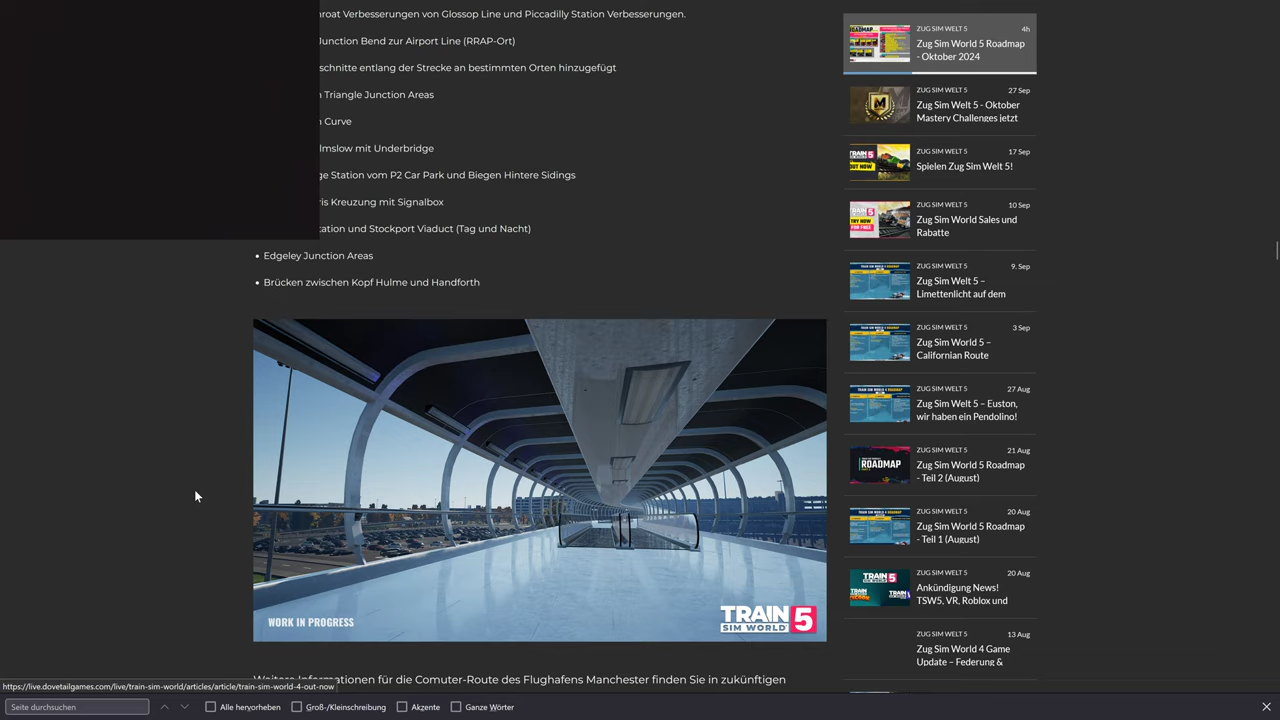 hroat Verbesserungen von Glossop Line und Piccadilly Station Verbesserungen.
Junction Bend zur Airport Line (RRAP-Ort)
schnitte entlang der Strecke an bestimmten Orten hinzugefügt
n Triangle Junction Areas
n Curve
lmslow mit Underbridge
ge Station vom P2 Car Park und Biegen Hintere Sidings
ris Kreuzung mit Signalbox
tation und Stockport Viaduct (Tag und Nacht)
• Edgeley Junction Areas
• Brücken zwischen Kopf Hulme und Handforth
WORK IN PROGRESS
TRAIN
SIM WORLD 5
Weitere Informationen für die Comuter-Route des Flughafens Manchester finden Sie in zukünftigen
ZUG SIM WORLD 5 4h
Zug Sim World 5 Roadmap
- Oktober 2024
ZUG SIM WELT 5 27 Sep
Zug Sim Welt 5 - Oktober
Mastery Challenges jetzt
ZUG SIM WELT 5 17 Sep
Spielen Zug Sim Welt 5!
ZUG SIM WELT 5 10 Sep
Zug Sim World Sales und
Rabatte
ZUG SIM WELT 5 9. Sep
Zug Sim Welt 5 –
Limettenlicht auf dem
ZUG SIM WELT 5 3 Sep
Zug Sim World 5 –
Californian Route
ZUG SIM WELT 5 27 Aug
Zug Sim Welt 5 – Euston,
wir haben ein Pendolino!
ROADMAP
ZUG SIM WELT 5 21 Aug
Zug Sim World 5 Roadmap
- Teil 2 (August)
ZUG SIM WELT 5 20 Aug
Zug Sim World 5 Roadmap
- Teil 1 (August)
ZUG SIM WELT 5 20 Aug
Ankündigung News!
TSW5, VR, Roblox und
ZUG SIM WELT 5 13 Aug
Zug Sim World 4 Game
Update – Federung &
https://live.dovetailgames.com/live/train-sim-world/articles/article/train-sim-world-4-out-now
Seite durchsuchen Alle hervorheben Groß-/Kleinschreibung Akzente Ganze Wörter